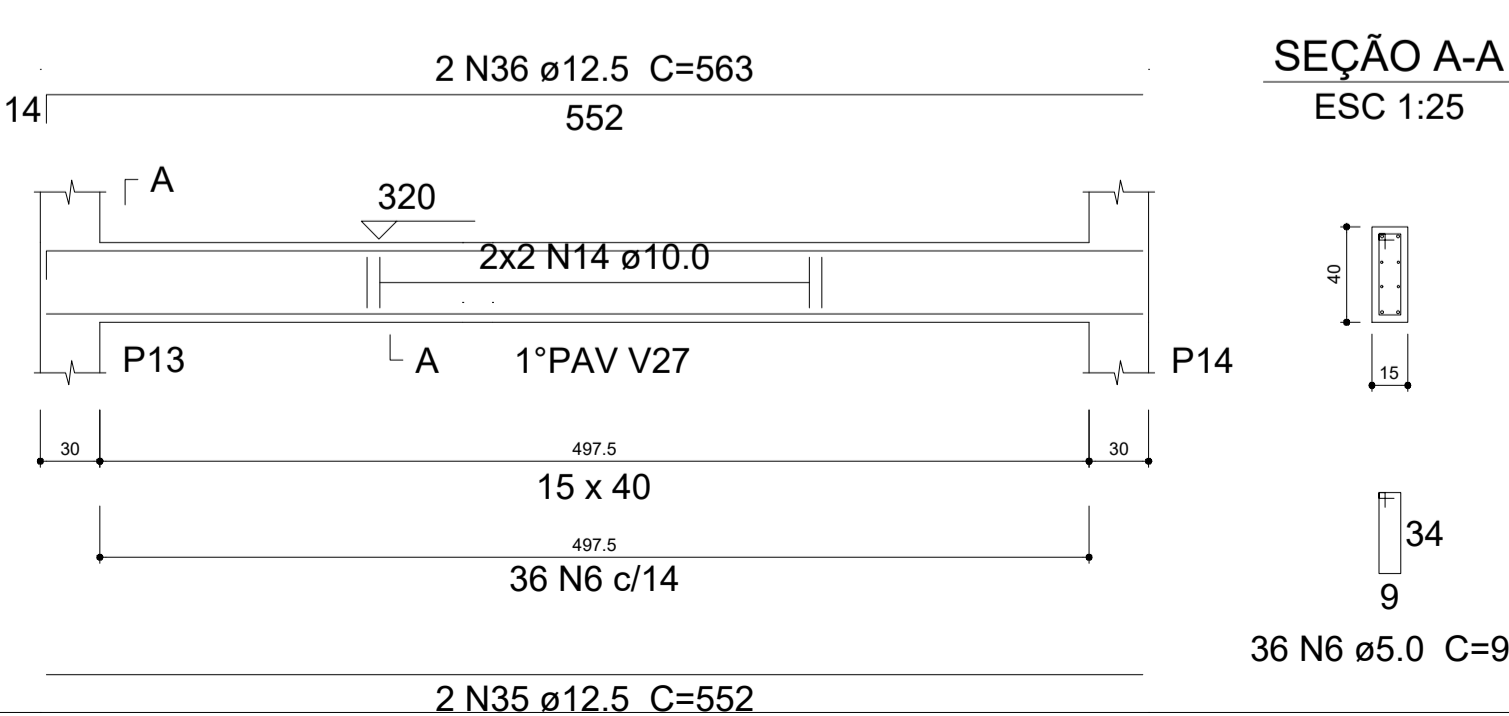 2 N36 ø12.5 C=563
14
552
SEÇÃO A-A
ESC 1:25
A
320
2x2 N14 ø10.0
40
P13
A
1°PAV V27
P14
15
30
497.5
30
15 x 40
497.5
36 N6 c/14
34
9
36 N6 ø5.0 C=9
2 N35 ø12.5 C=552